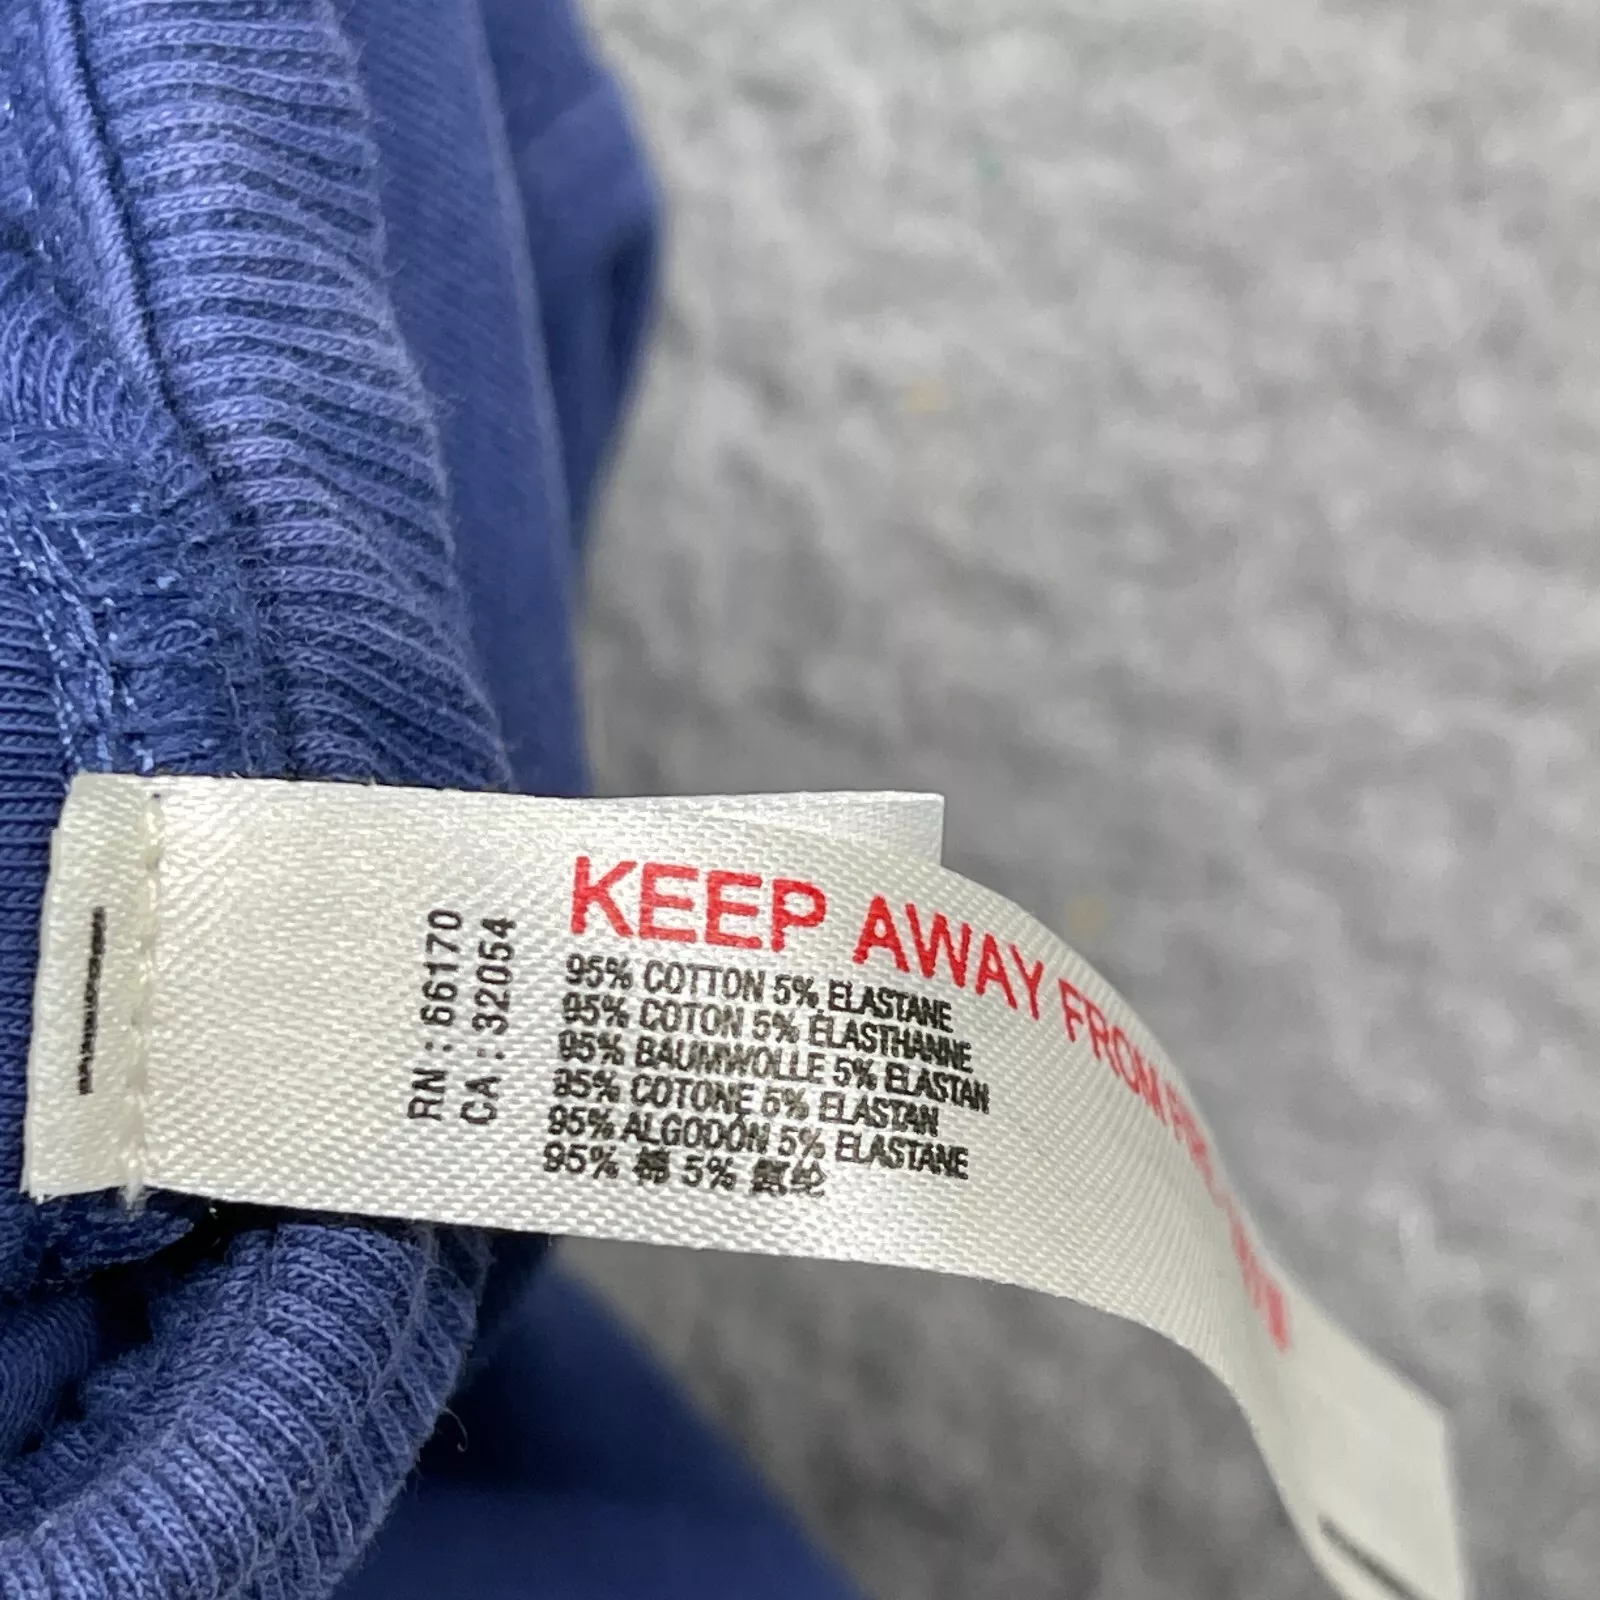 RN : 66170
CA : 32054
KEEP AWAY FROM
95% COTTON 5% ELASTANE
95% COTON 5% ÉLASTHANNE
95% BAUMWOLLE 5% ELASTAN
95% COTONE 5% ELASTAN
95% ALGODÓN 5% ELASTANE
95% 棉 5% 氨纶